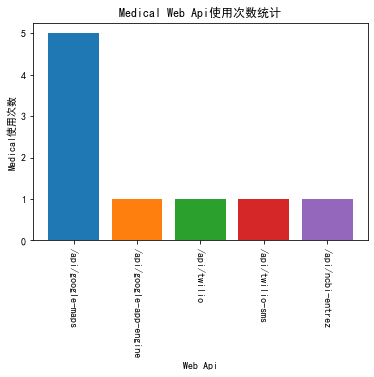 Medical Web Api使用次数统计
Medical使用次数
5
4
3
2
1
0
/api/google-maps
/api/google-app-engine
/api/twilio
/api/twilio-sms
/api/ncbi-entrez
Web Api